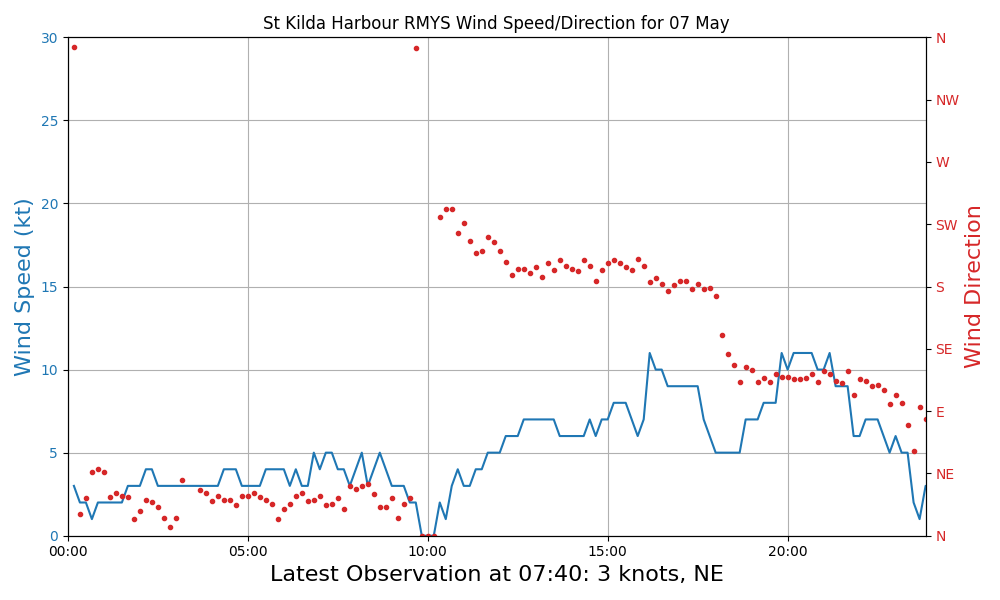 St Kilda Harbour RMYS Wind Speed/Direction for 07 May
Wind Speed (kt)
30
25
20
15
10
5
0
N
NW
W
SW
S
SE
E
NE
N
Wind Direction
00:00 05:00 10:00 15:00 20:00
Latest Observation at 07:40: 3 knots, NE